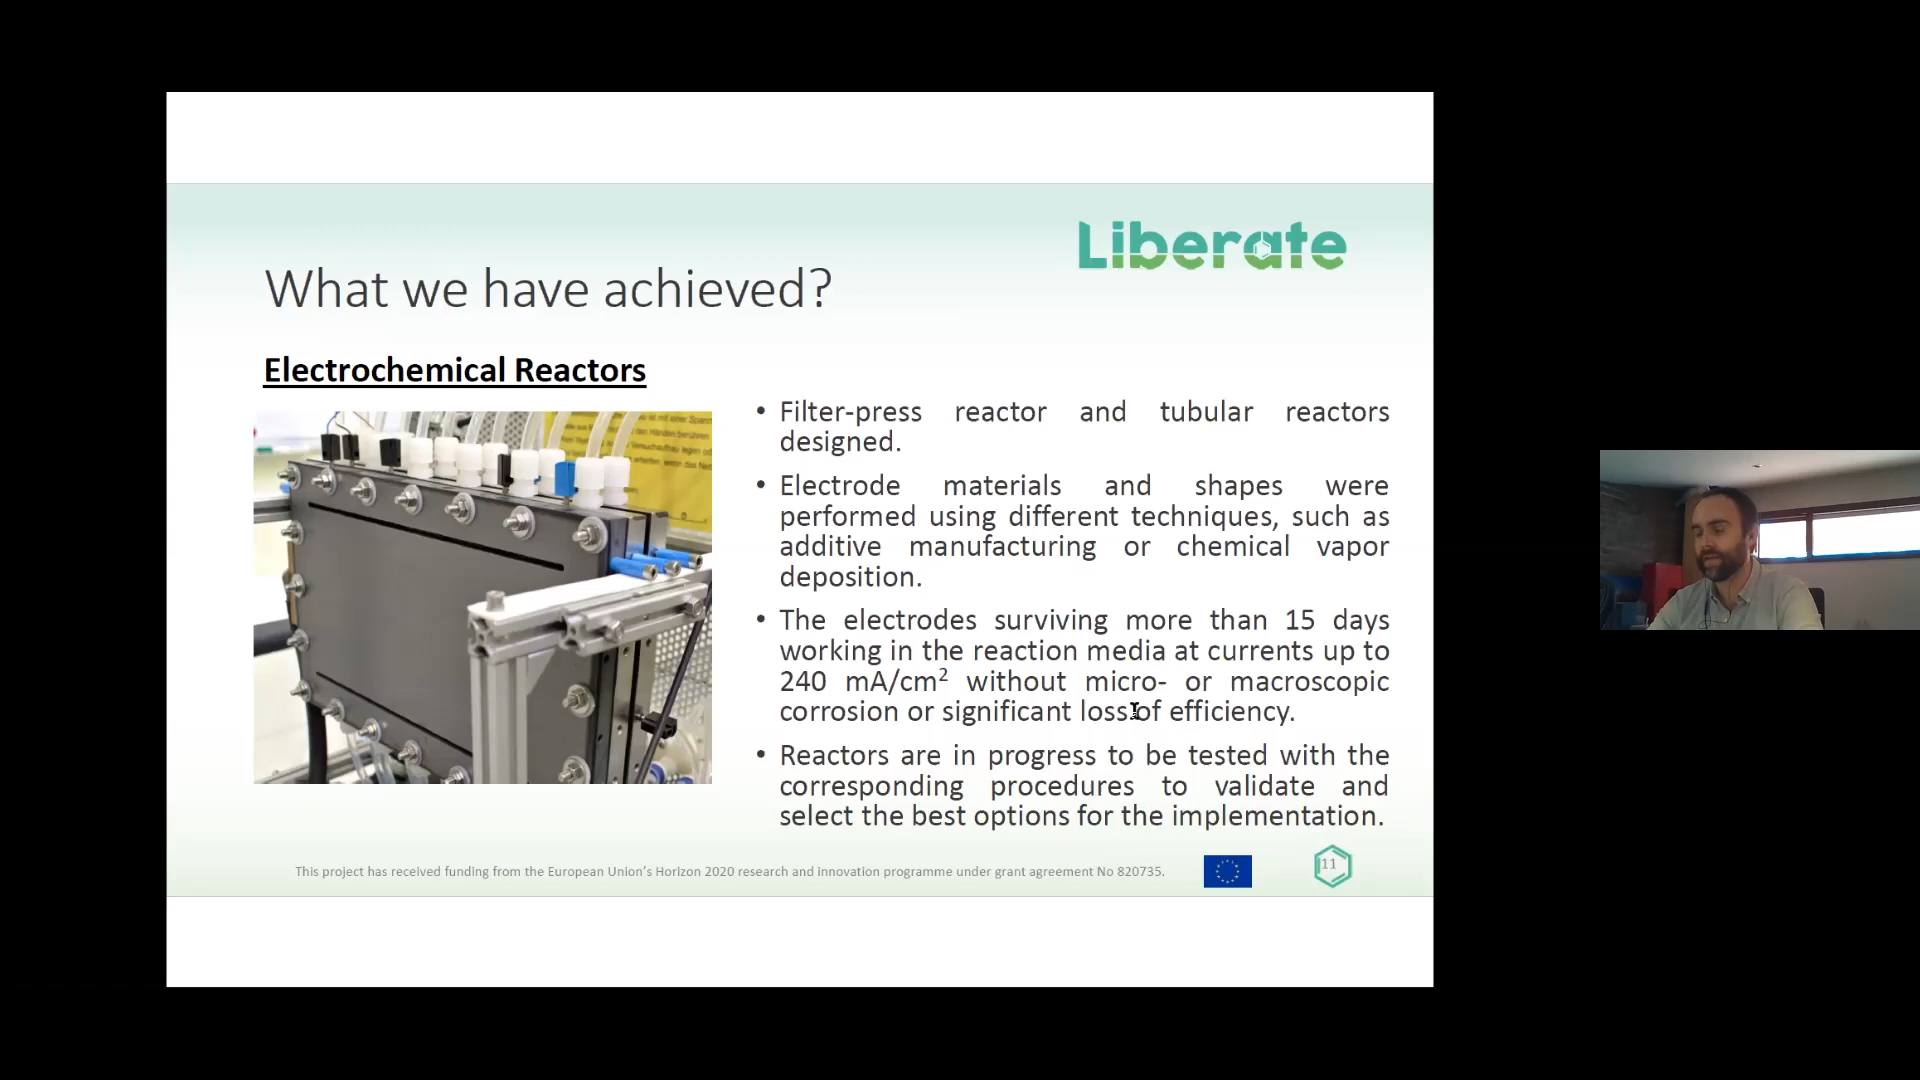 Liberate
What we have achieved?
Electrochemical Reactors
• Filter-press reactor and tubular reactors
designed.
• Electrode materials and shapes were
performed using different techniques, such as
additive manufacturing or chemical vapor
deposition.
• The electrodes surviving more than 15 days
working in the reaction media at currents up to
240 mA/cm² without micro- or macroscopic
corrosion or significant loss of efficiency.
• Reactors are in progress to be tested with the
corresponding procedures to validate and
select the best options for the implementation.
This project has received funding from the European Union's Horizon 2020 research and innovation programme under grant agreement No 820735.
11